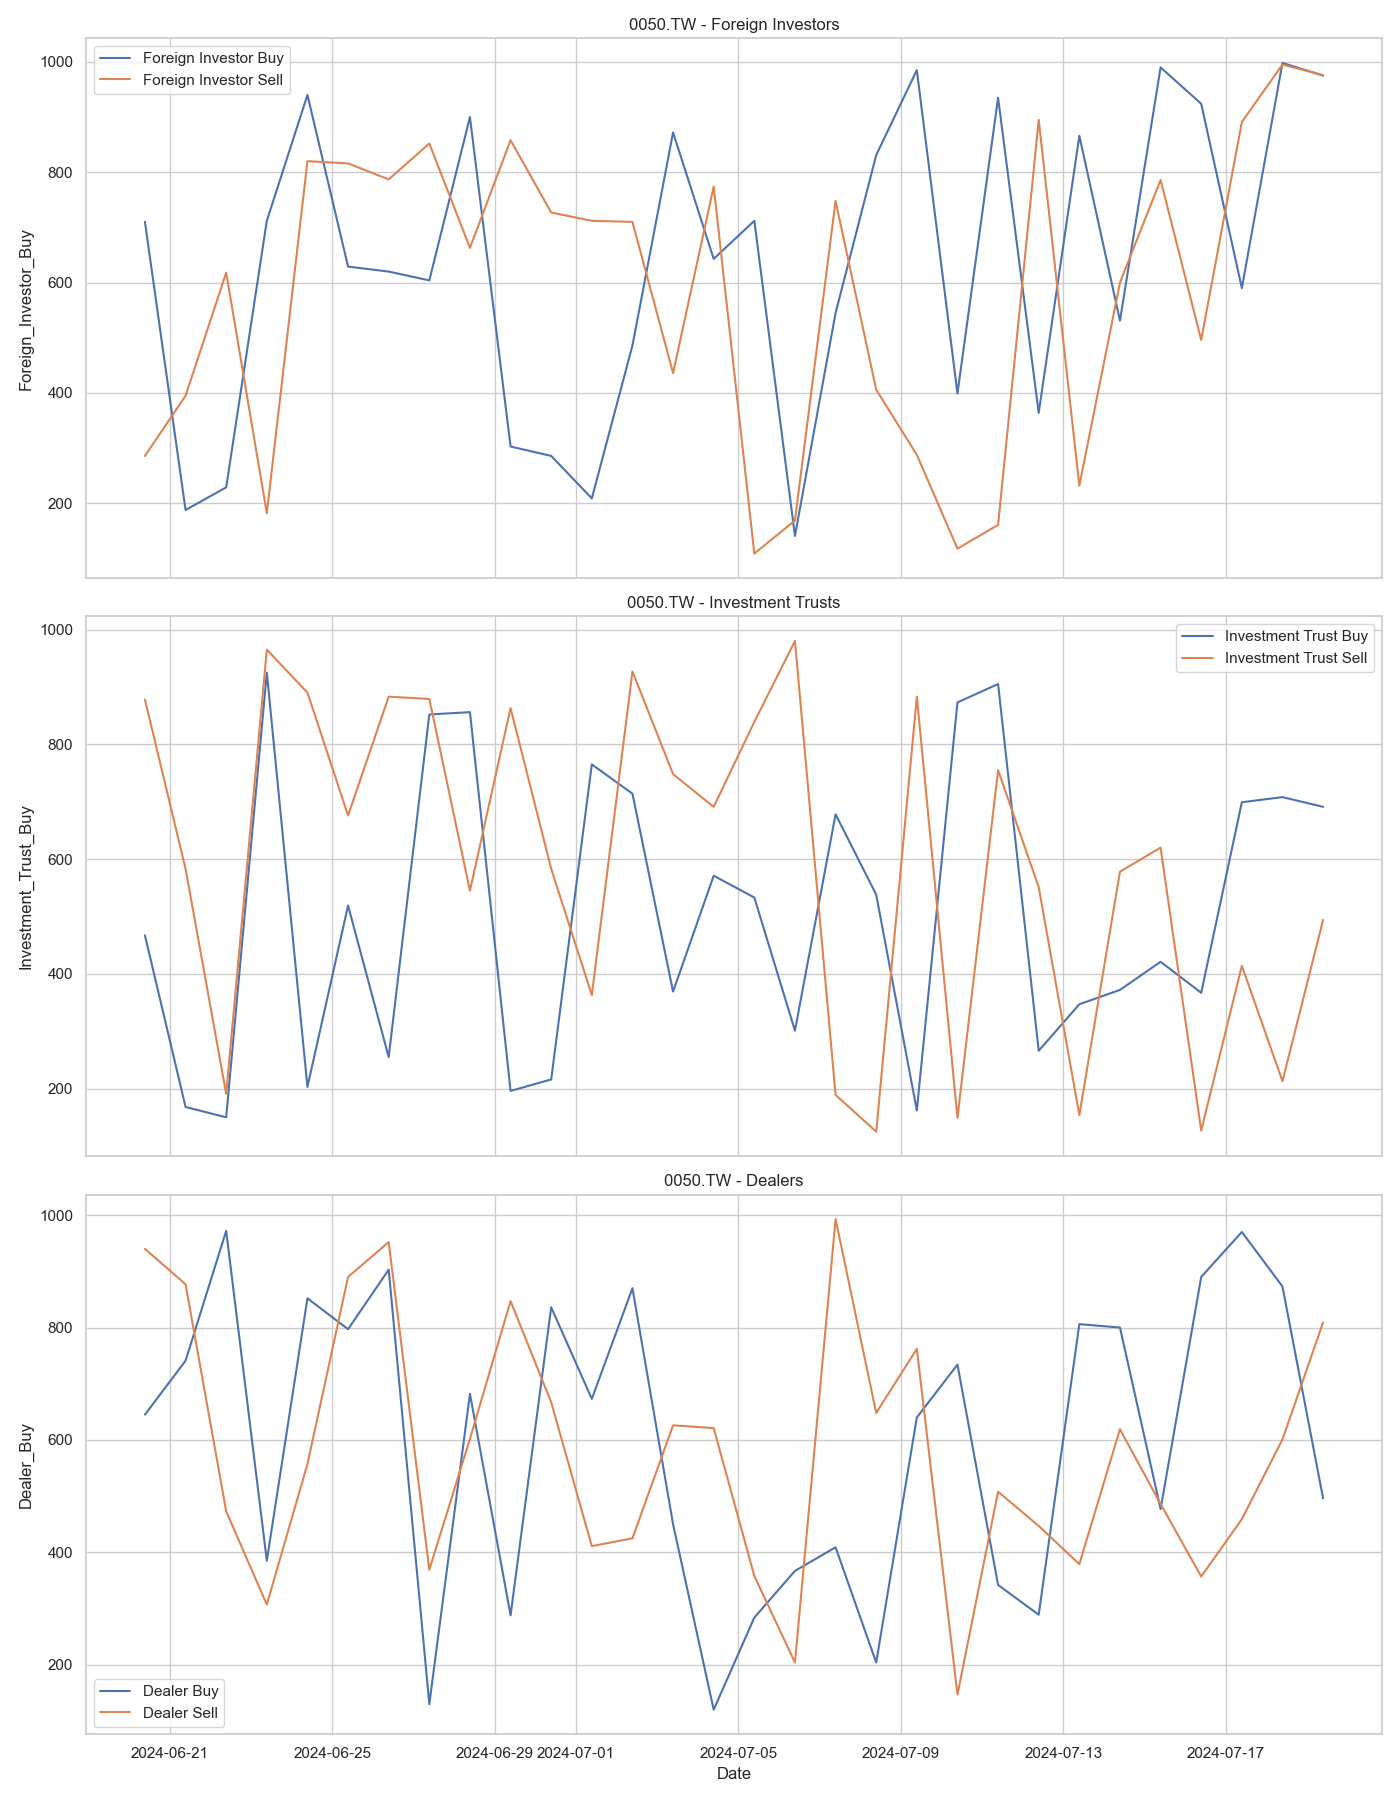 0050.TW - Foreign Investors
Foreign Investor Buy
Foreign Investor Sell
1000
800
600
400
200
Foreign_Investor_Buy
0050.TW - Investment Trusts
Investment Trust Buy
Investment Trust Sell
1000
800
600
400
200
Investment_Trust_Buy
0050.TW - Dealers
1000
800
600
400
200
Dealer_Buy
Dealer Buy
Dealer Sell
2024-06-21 2024-06-25 2024-06-29 2024-07-01 2024-07-05 2024-07-09 2024-07-13 2024-07-17
Date